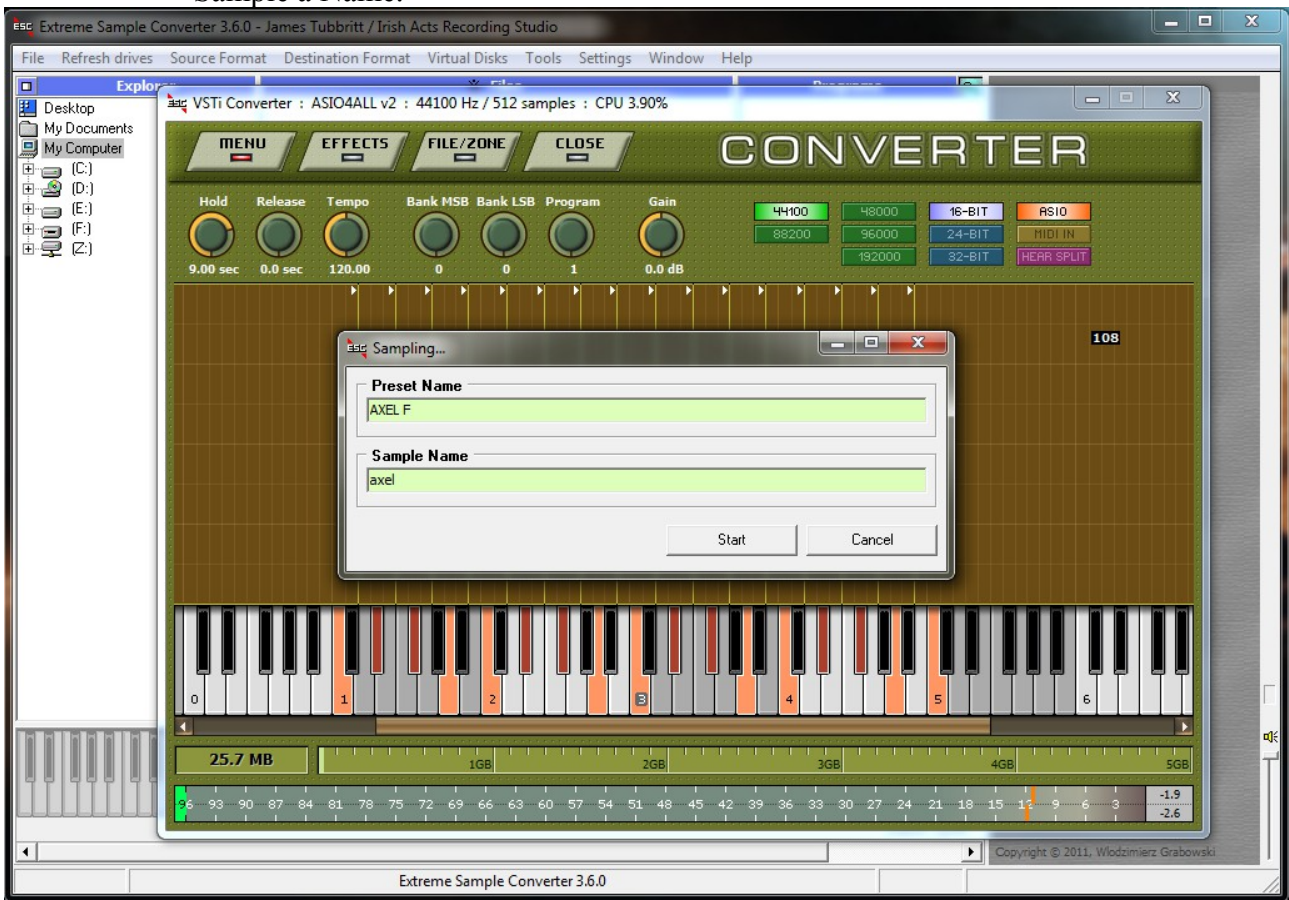 Sample a Name.
ESC Extreme Sample Converter 3.6.0 - James Tubbritt / Irish Acts Recording Studio
File Refresh drives Source Format Destination Format Virtual Disks Tools Settings Window Help
Explorer Files Programs
Desktop
My Documents
My Computer
(C:)
(D:)
(E:)
(F:)
(Z:)
ESC VSTi Converter : ASIO4ALL v2 : 44100 Hz / 512 samples : CPU 3.90%
MENU EFFECTS FILE/ZONE CLOSE CONVERTER
Hold Release Tempo Bank MSB Bank LSB Program Gain
9.00 sec 0.0 sec 120.00 0 0 1 0.0 dB
44100 48000 16-BIT ASIO
88200 96000 24-BIT MIDI IN
192000 32-BIT HEAR SPLIT
108
ESC Sampling...
Preset Name
AXEL F
Sample Name
axel
Start Cancel
0 1 2 3 4 5 6
25.7 MB 1GB 2GB 3GB 4GB 5GB
96 93 90 87 84 81 78 75 72 69 66 63 60 57 54 51 48 45 42 39 36 33 30 27 24 21 18 15 12 9 6 3 -1.9
-2.6
Copyright © 2011, Wlodzimierz Grabowski
Extreme Sample Converter 3.6.0